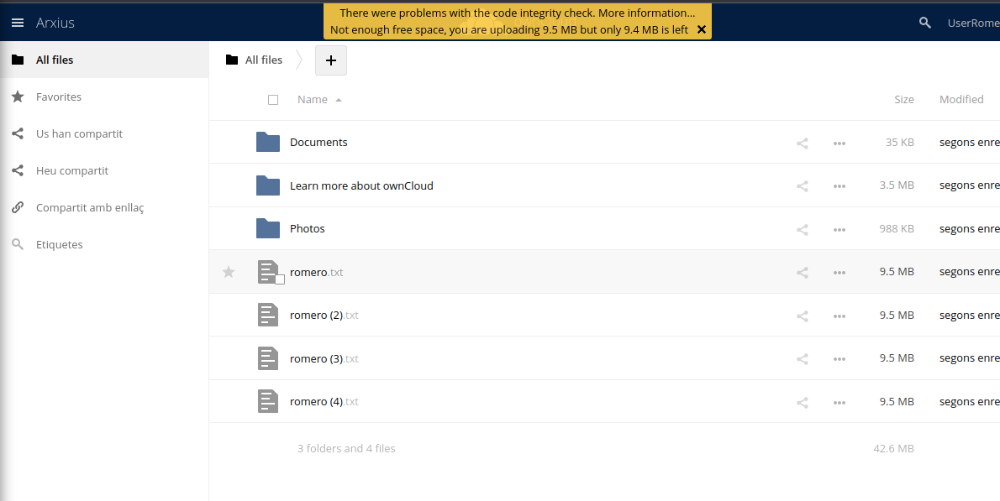 There were problems with the code integrity check. More information...
Not enough free space, you are uploading 9.5 MB but only 9.4 MB is left ×
Arxius
UserRome
All files
Favorites
Us han compartit
Heu compartit
Compartit amb enllaç
Etiquetes
All files
+
Name Size Modified
Documents 35 KB segons enre
Learn more about ownCloud 3.5 MB segons enre
Photos 988 KB segons enre
romero.txt 9.5 MB segons enre
romero (2).txt 9.5 MB segons enre
romero (3).txt 9.5 MB segons enre
romero (4).txt 9.5 MB segons enre
3 folders and 4 files 42.6 MB